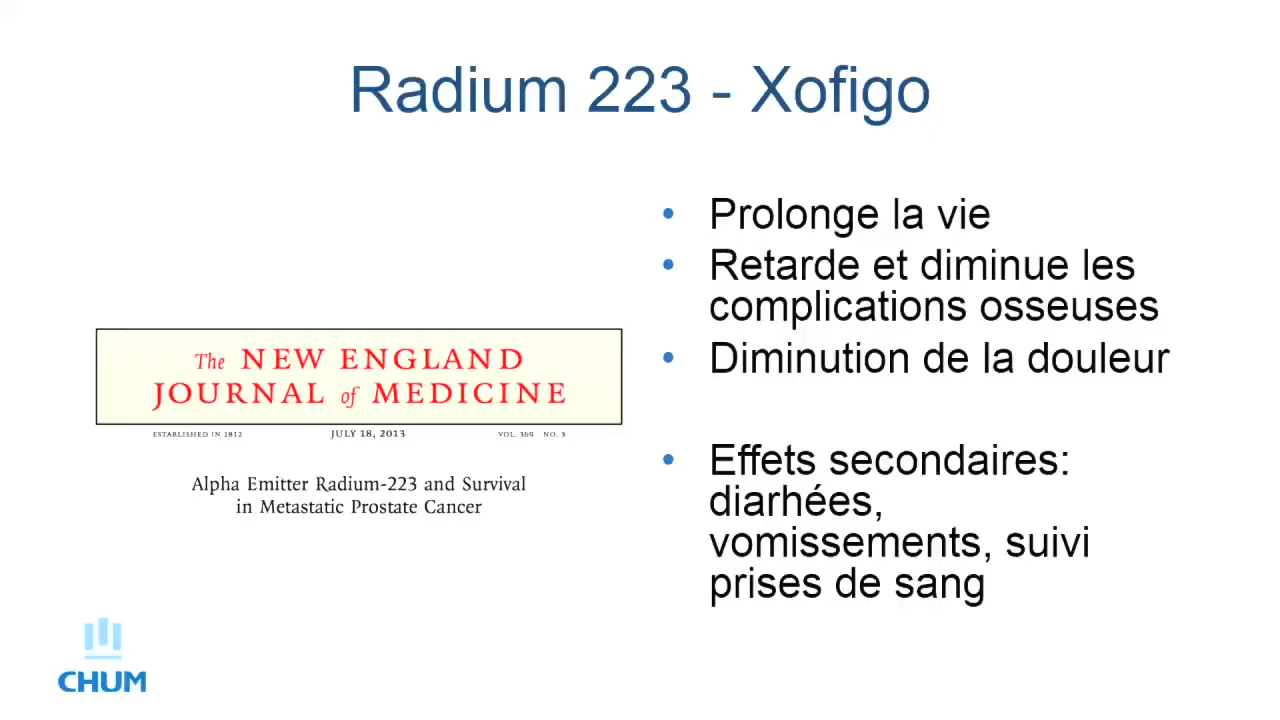 Radium 223 - Xofigo
• Prolonge la vie
• Retarde et diminue les
complications osseuses
• Diminution de la douleur
• Effets secondaires:
diarhées,
vomissements, suivi
prises de sang
The NEW ENGLAND
JOURNAL of MEDICINE
ESTABLISHED IN 1812 JULY 18, 2013 VOL. 369 NO. 3
Alpha Emitter Radium-223 and Survival
in Metastatic Prostate Cancer
CHUM